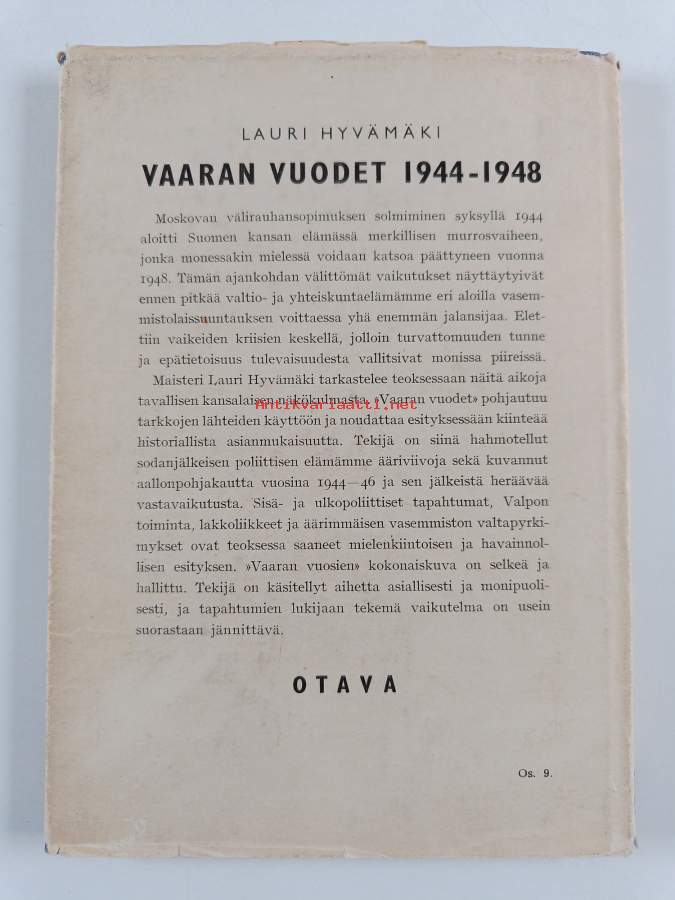 LAURI HYVÄMÄKI
VAARAN VUODET 1944-1948
Moskovan välirauhansopimuksen solmiminen syksyllä 1944
aloitti Suomen kansan elämässä merkillisen murrosvaiheen,
jonka monessakin mielessä voidaan katsoa päättyneen vuonna
1948. Tämän ajankohdan välittömät vaikutukset näyttäytyivät
ennen pitkää valtio- ja yhteiskuntaelämämme eri aloilla vasem-
mistolaissuuntauksen voittaessa yhä enemmän jalansijaa. Elet-
tiin vaikeiden kriisien keskellä, jolloin turvattomuuden tunne
ja epätietoisuus tulevaisuudesta vallitsivat monissa piireissä.
Maisteri Lauri Hyvämäki tarkastelee teoksessaan näitä aikoja
tavallisen kansalaisen näkökulmasta. »Vaaran vuodet» pohjautuu
Antikvariaatti.net
tarkkojen lähteiden käyttöön ja noudattaa esityksessään kiinteää
historiallista asianmukaisuutta. Tekijä on siinä hahmotellut
sodanjälkeisen poliittisen elämämme ääriviivoja sekä kuvannut
aallonpohjakautta vuosina 1944—46 ja sen jälkeistä heräävää
vastavaikutusta. Sisä- ja ulkopoliittiset tapahtumat, Valpon
toiminta, lakkoliikkeet ja äärimmäisen vasemmiston valtapyrki-
mykset ovat teoksessa saaneet mielenkiintoisen ja havainnol-
lisen esityksen. »Vaaran vuosien» kokonaiskuva on selkeä ja
hallittu. Tekijä on käsitellyt aihetta asiallisesti ja monipuoli-
sesti, ja tapahtumien lukijaan tekemä vaikutelma on usein
suorastaan jännittävä.
OTAVA
Os. 9.